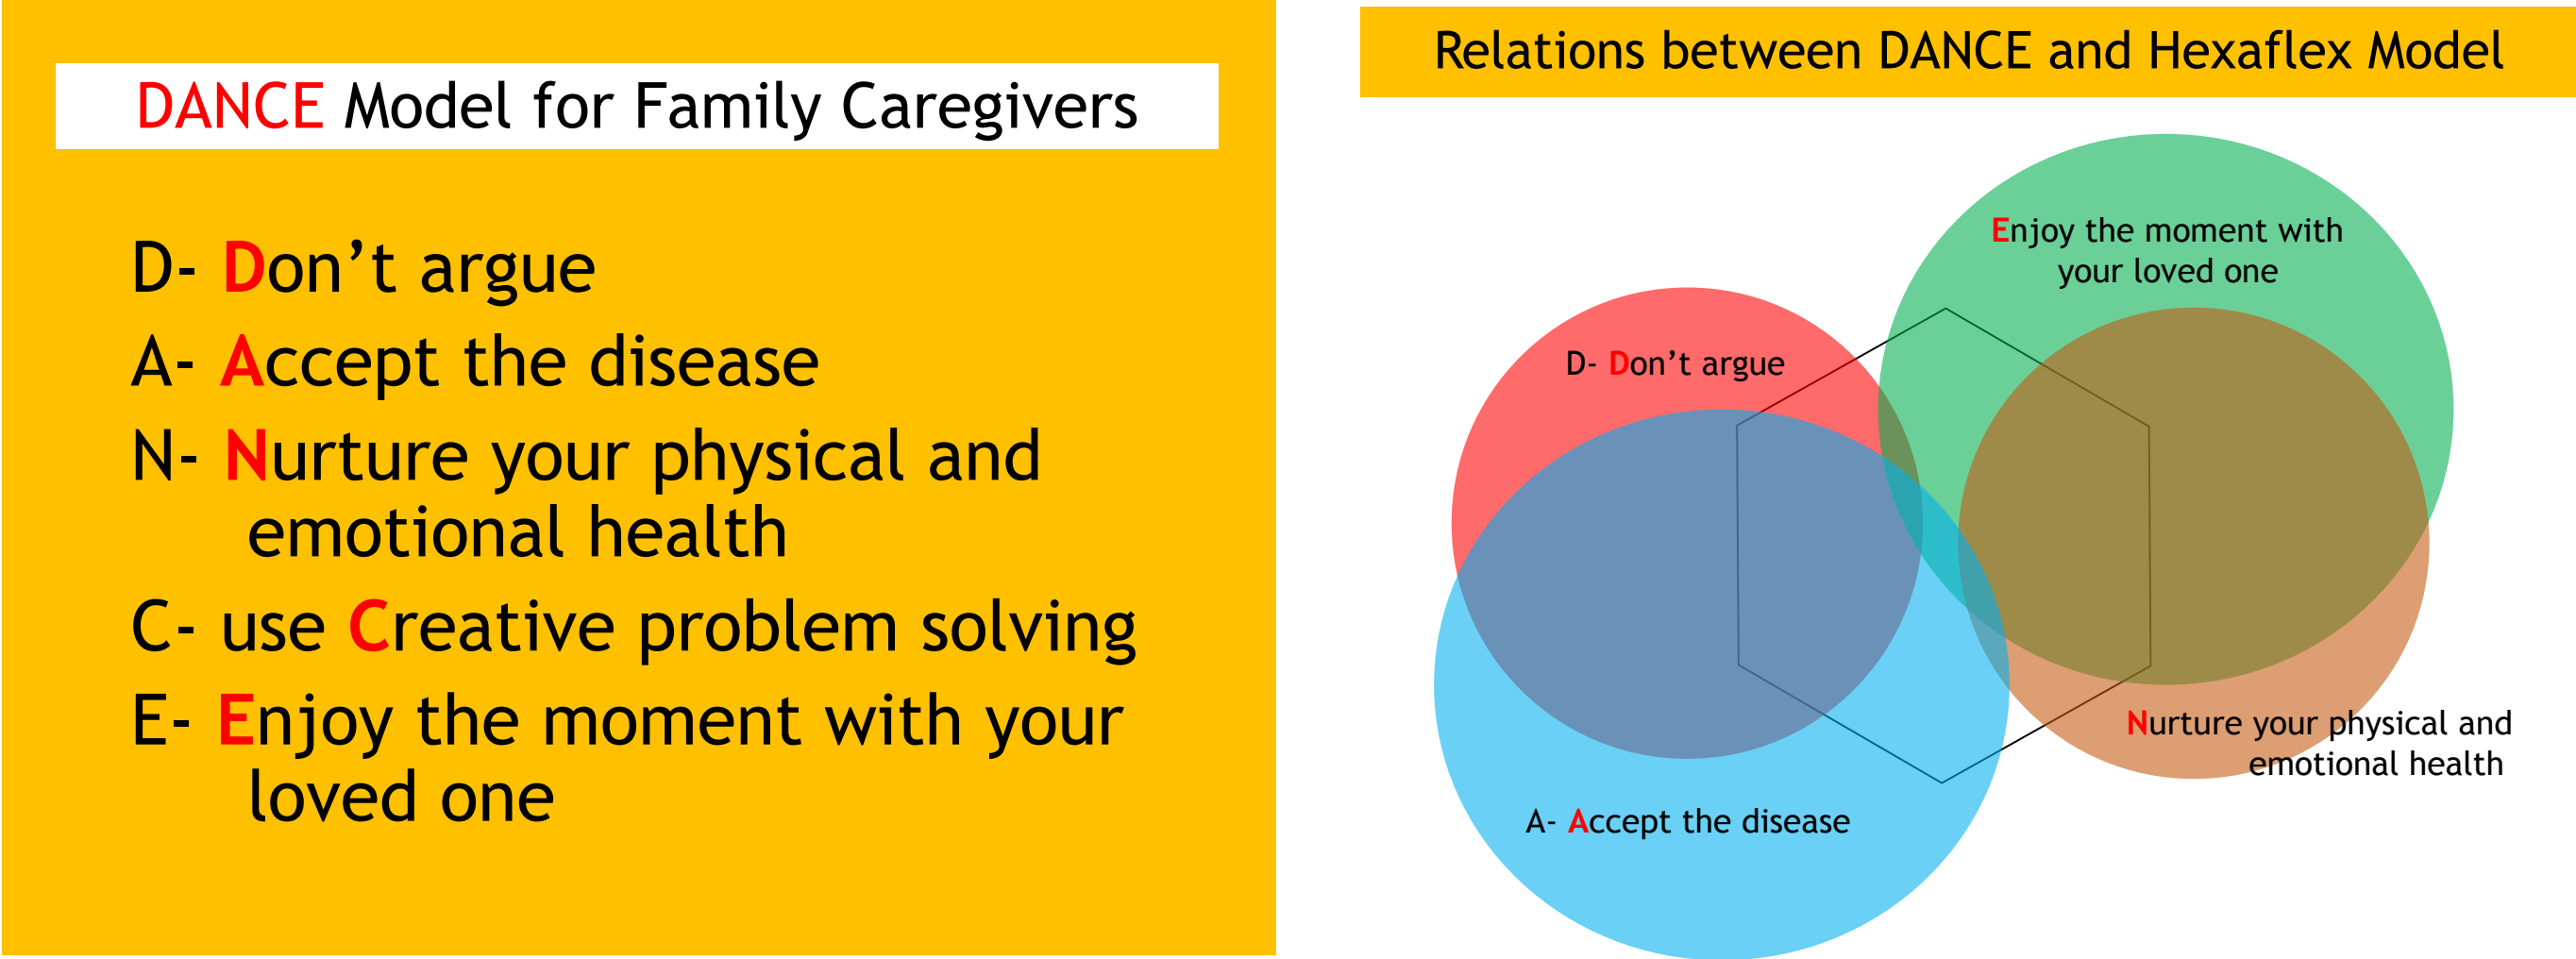 DANCE Model for Family Caregivers
D- Don’t argue
A- Accept the disease
N- Nurture your physical and
emotional health
C- use Creative problem solving
E- Enjoy the moment with your
loved one
Relations between DANCE and Hexaflex Model
Enjoy the moment with
your loved one
D- Don’t argue
Nurture your physical and
emotional health
A- Accept the disease